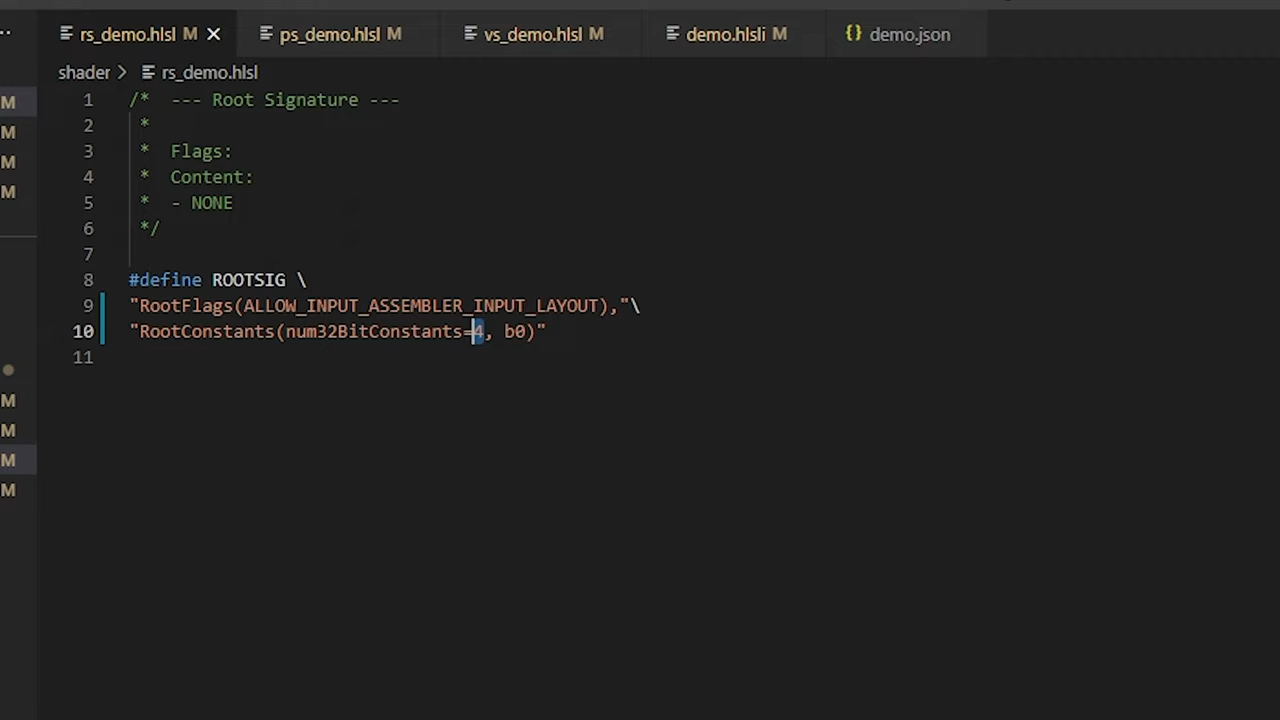 rs_demo.hlsl M ps_demo.hlsl M vs_demo.hlsl M demo.hlsli M {} demo.json
shader > rs_demo.hlsl
M
M
M
M
M
M
M
M
1 /* --- Root Signature ---
2 *
3 * Flags:
4 * Content:
5 * - NONE
6 */
7
8 #define ROOTSIG \
9 "RootFlags(ALLOW_INPUT_ASSEMBLER_INPUT_LAYOUT),"\
10 "RootConstants(num32BitConstants=4, b0)"
11